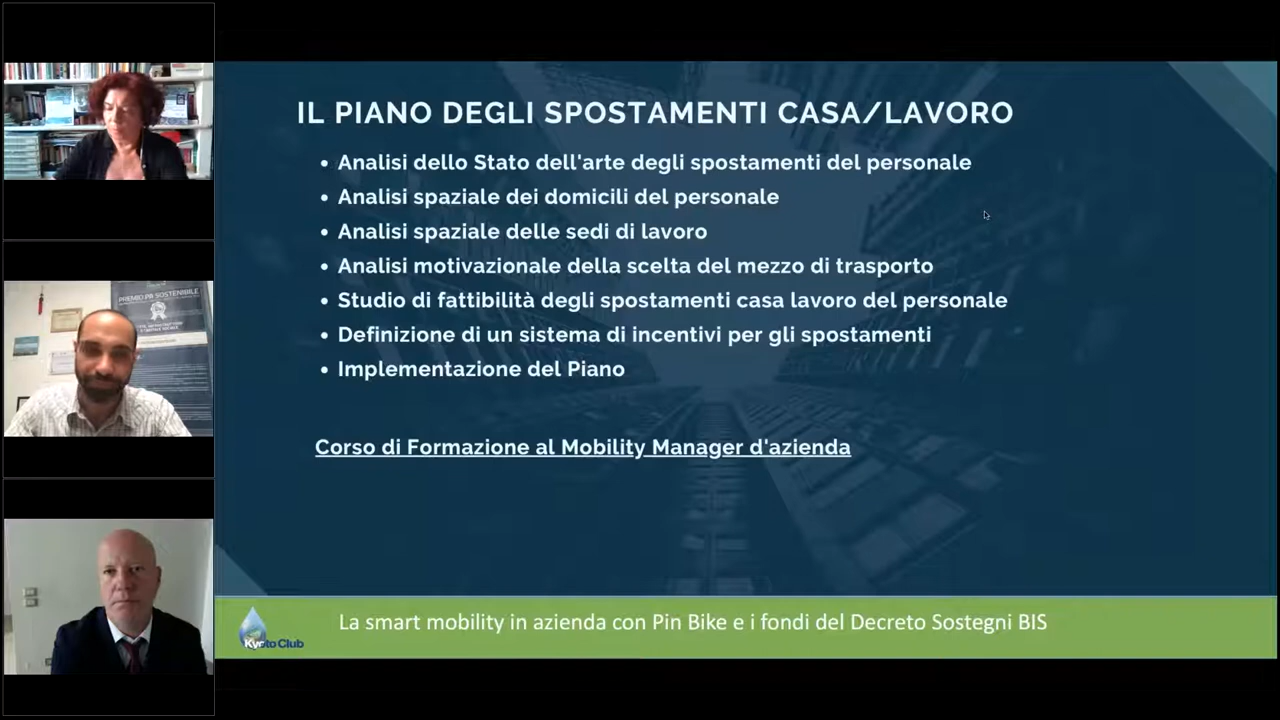 IL PIANO DEGLI SPOSTAMENTI CASA/LAVORO
• Analisi dello Stato dell'arte degli spostamenti del personale
• Analisi spaziale dei domicili del personale
• Analisi spaziale delle sedi di lavoro
• Analisi motivazionale della scelta del mezzo di trasporto
• Studio di fattibilità degli spostamenti casa lavoro del personale
• Definizione di un sistema di incentivi per gli spostamenti
• Implementazione del Piano
Corso di Formazione al Mobility Manager d'azienda
Kyoto Club
La smart mobility in azienda con Pin Bike e i fondi del Decreto Sostegni BIS
PREMIO PA SOSTENIBILE